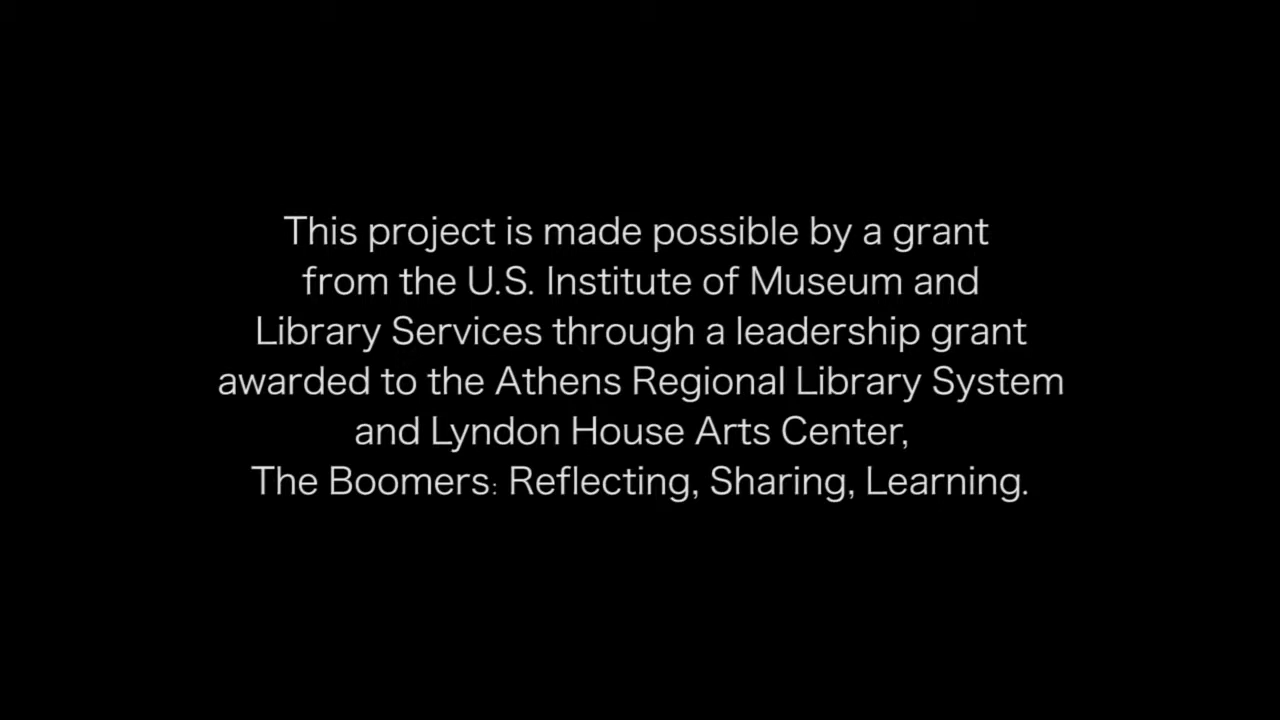 This project is made possible by a grant
from the U.S. Institute of Museum and
Library Services through a leadership grant
awarded to the Athens Regional Library System
and Lyndon House Arts Center,
The Boomers: Reflecting, Sharing, Learning.